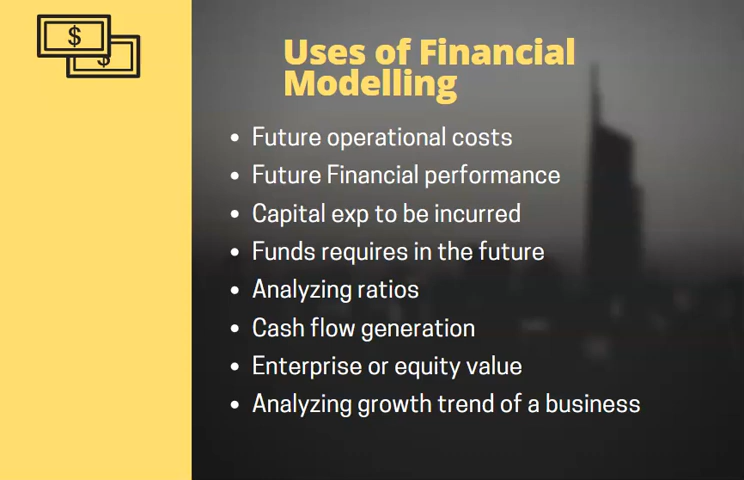 $
$
Uses of Financial
Modelling
• Future operational costs
• Future Financial performance
• Capital exp to be incurred
• Funds requires in the future
• Analyzing ratios
• Cash flow generation
• Enterprise or equity value
• Analyzing growth trend of a business